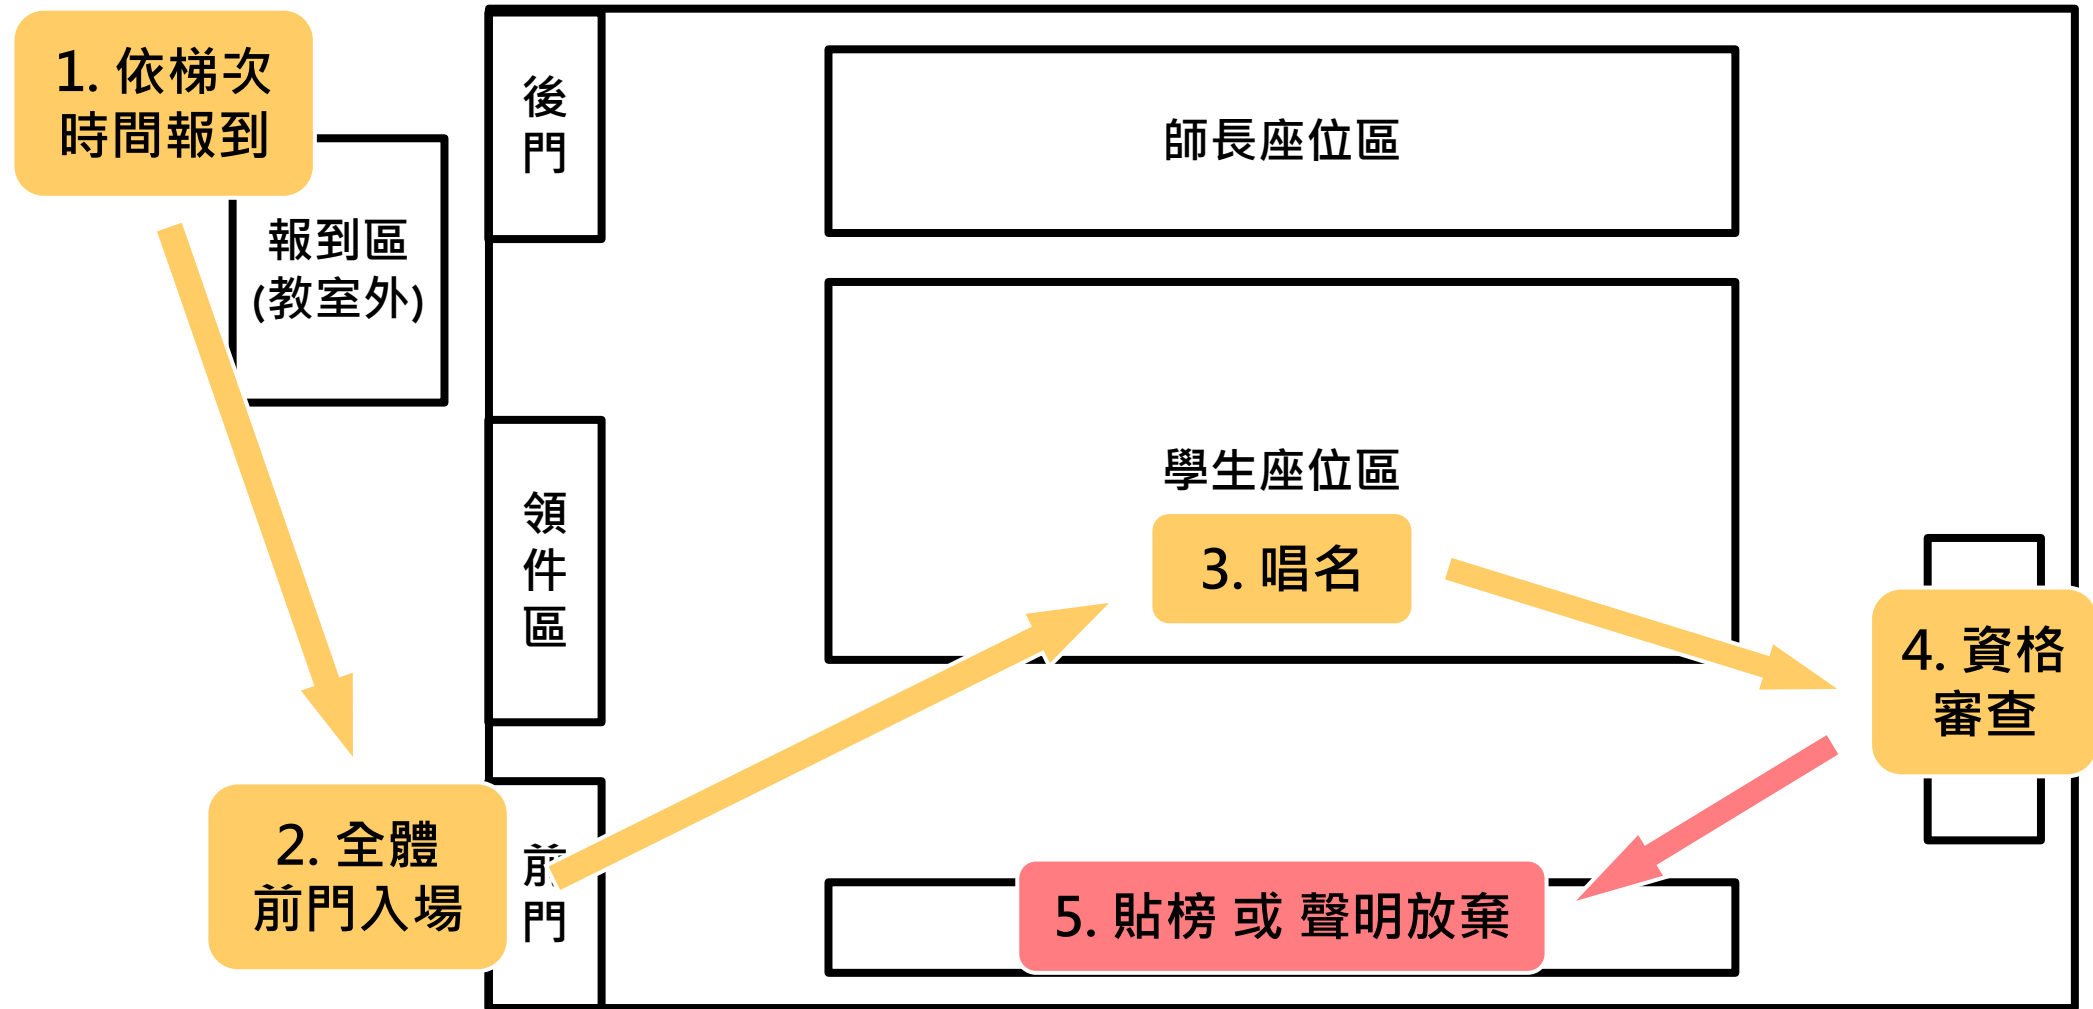 1. 依梯次
時間報到
報到區
(教室外)
後
門
師長座位區
學生座位區
領
件
區
2. 全體
前門入場
前
門
3. 唱名
4. 資格
審查
5. 貼榜 或 聲明放棄